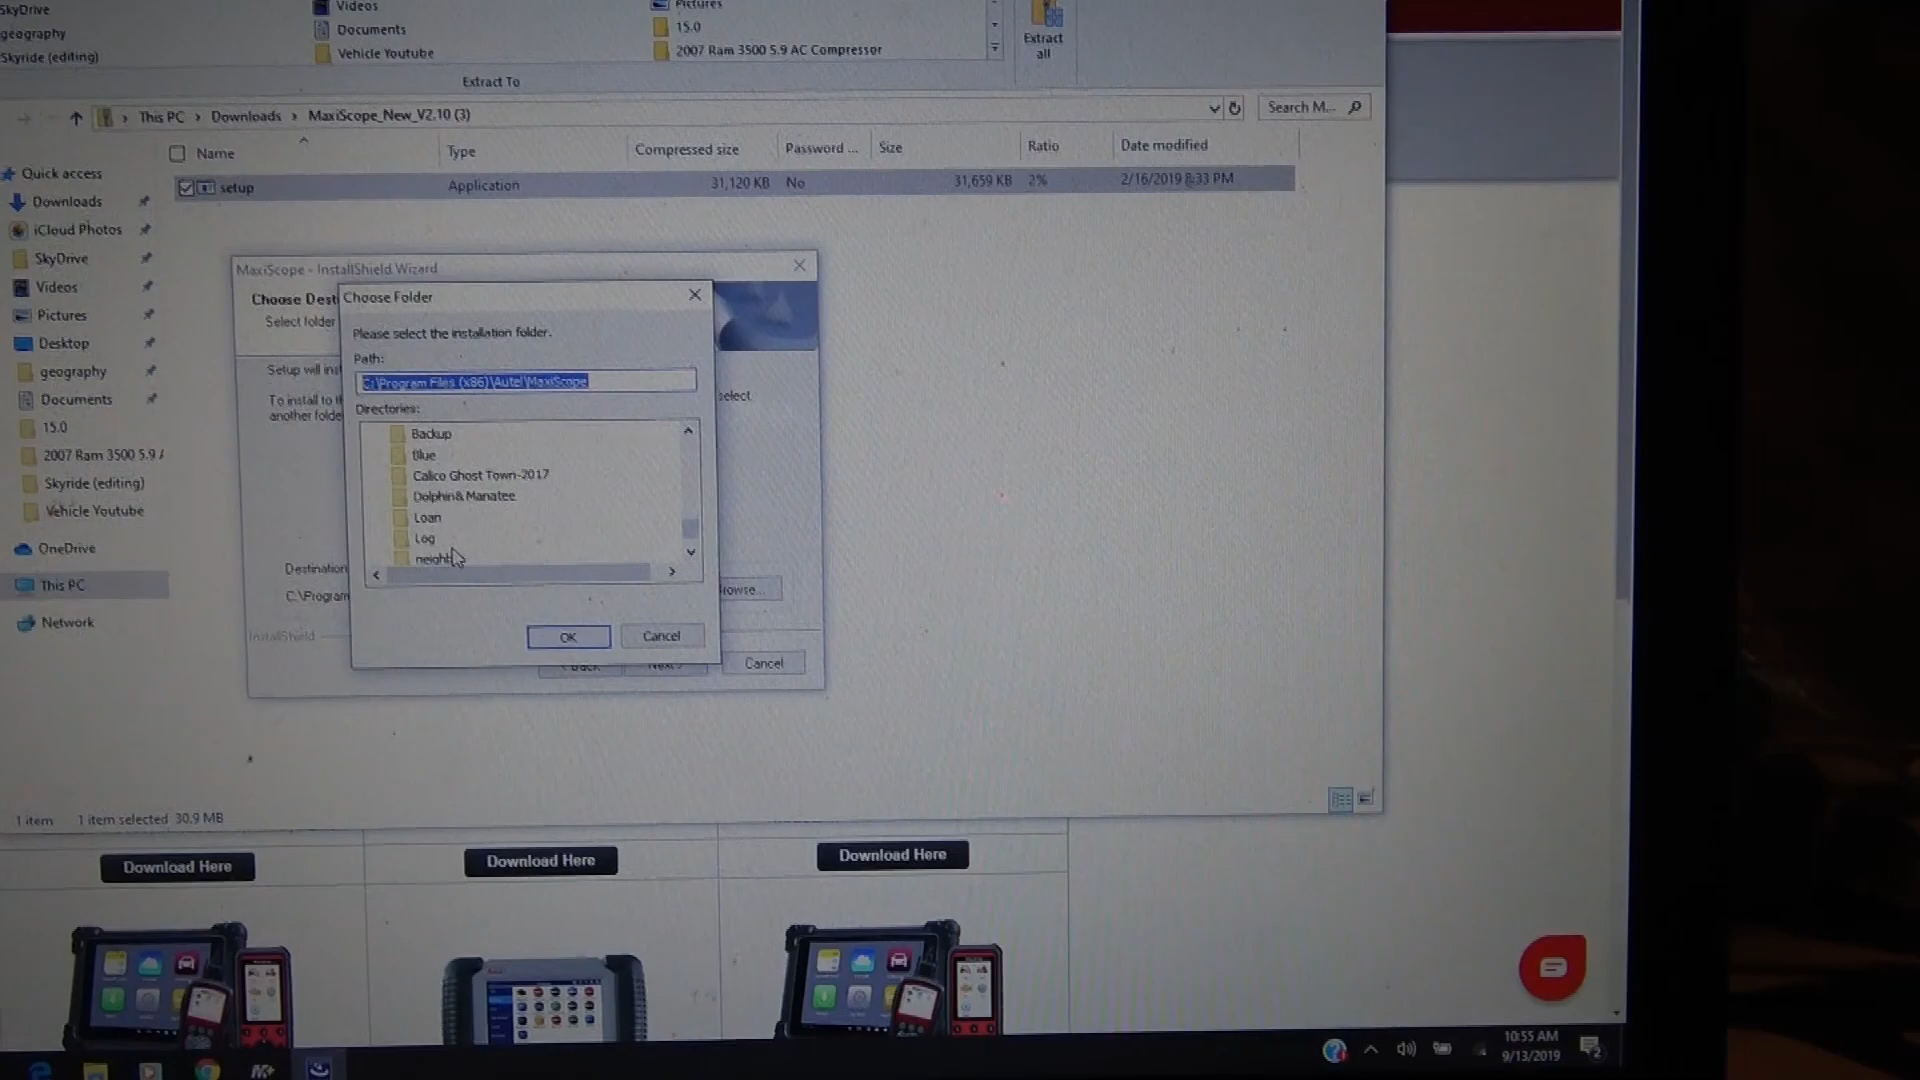 SkyDrive
geography
Skyride (editing)
Videos
Documents
Vehicle Youtube
Pictures
15.0
2007 Ram 3500 5.9 AC Compressor
Extract all
Extract To
This PC > Downloads > MaxiScope_New_V2.10 (3)
Search M...
Name Type Compressed size Password ... Size Ratio Date modified
setup Application 31,120 KB No 31,659 KB 2% 2/16/2019 8:33 PM
Quick access
Downloads
iCloud Photos
SkyDrive
Videos
Pictures
Desktop
geography
Documents
15.0
2007 Ram 3500 5.9 A
Skyride (editing)
Vehicle Youtube
OneDrive
This PC
Network
MaxiScope - InstallShield Wizard
Choose Dest
Select folder
Setup will inst
To install to th
another folde
select
Destination
C:\Program
rowse...
InstallShield
< Back
Next >
Cancel
Choose Folder
Please select the installation folder.
Path:
C:\Program Files (x86)\Autel\MaxiScope
Directories:
Backup
Blue
Calico Ghost Town-2017
Dolphin& Manatee
Loan
Log
neighb
OK
Cancel
1 item 1 item selected 30.9 MB
Download Here
Download Here
Download Here
10:55 AM
9/13/2019
2